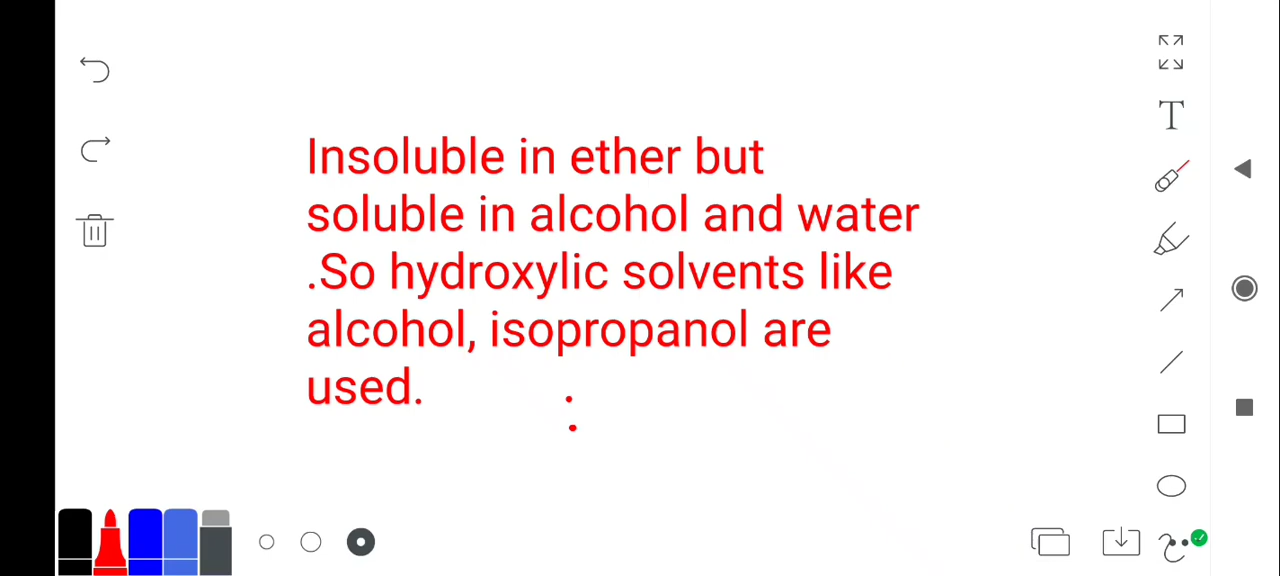 Insoluble in ether but
soluble in alcohol and water
.So hydroxylic solvents like
alcohol, isopropanol are
used.
T